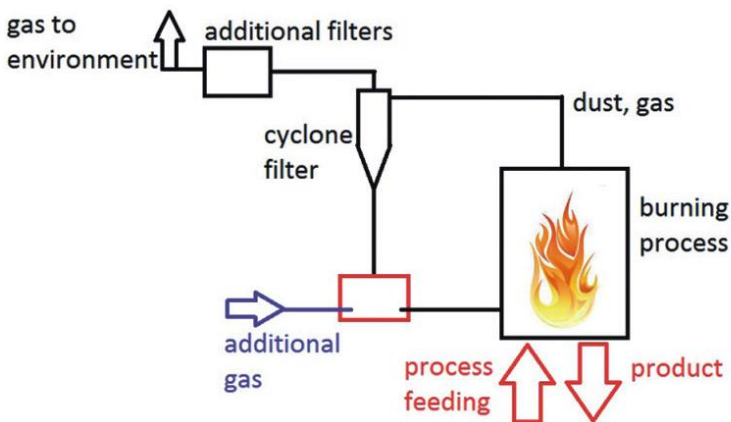 gas to
environment
additional filters
cyclone
filter
dust, gas
burning
process
additional
gas
process
feeding
product